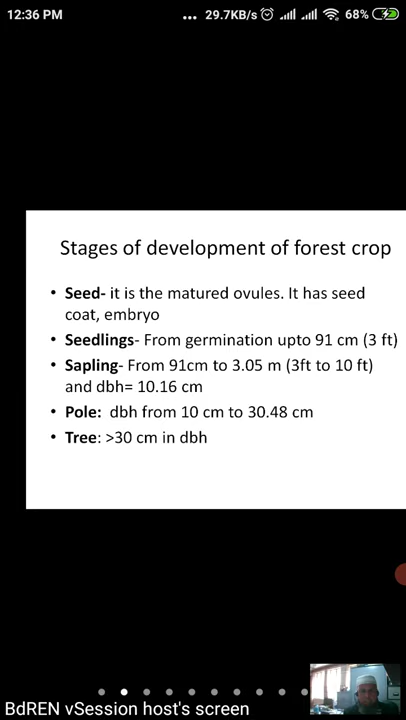 12:36 PM
... 29.7KB/s 68%
Stages of development of forest crop
• Seed- it is the matured ovules. It has seed
coat, embryo
• Seedlings- From germination upto 91 cm (3 ft)
• Sapling- From 91cm to 3.05 m (3ft to 10 ft)
and dbh= 10.16 cm
• Pole: dbh from 10 cm to 30.48 cm
• Tree: >30 cm in dbh
BdREN vSession host's screen